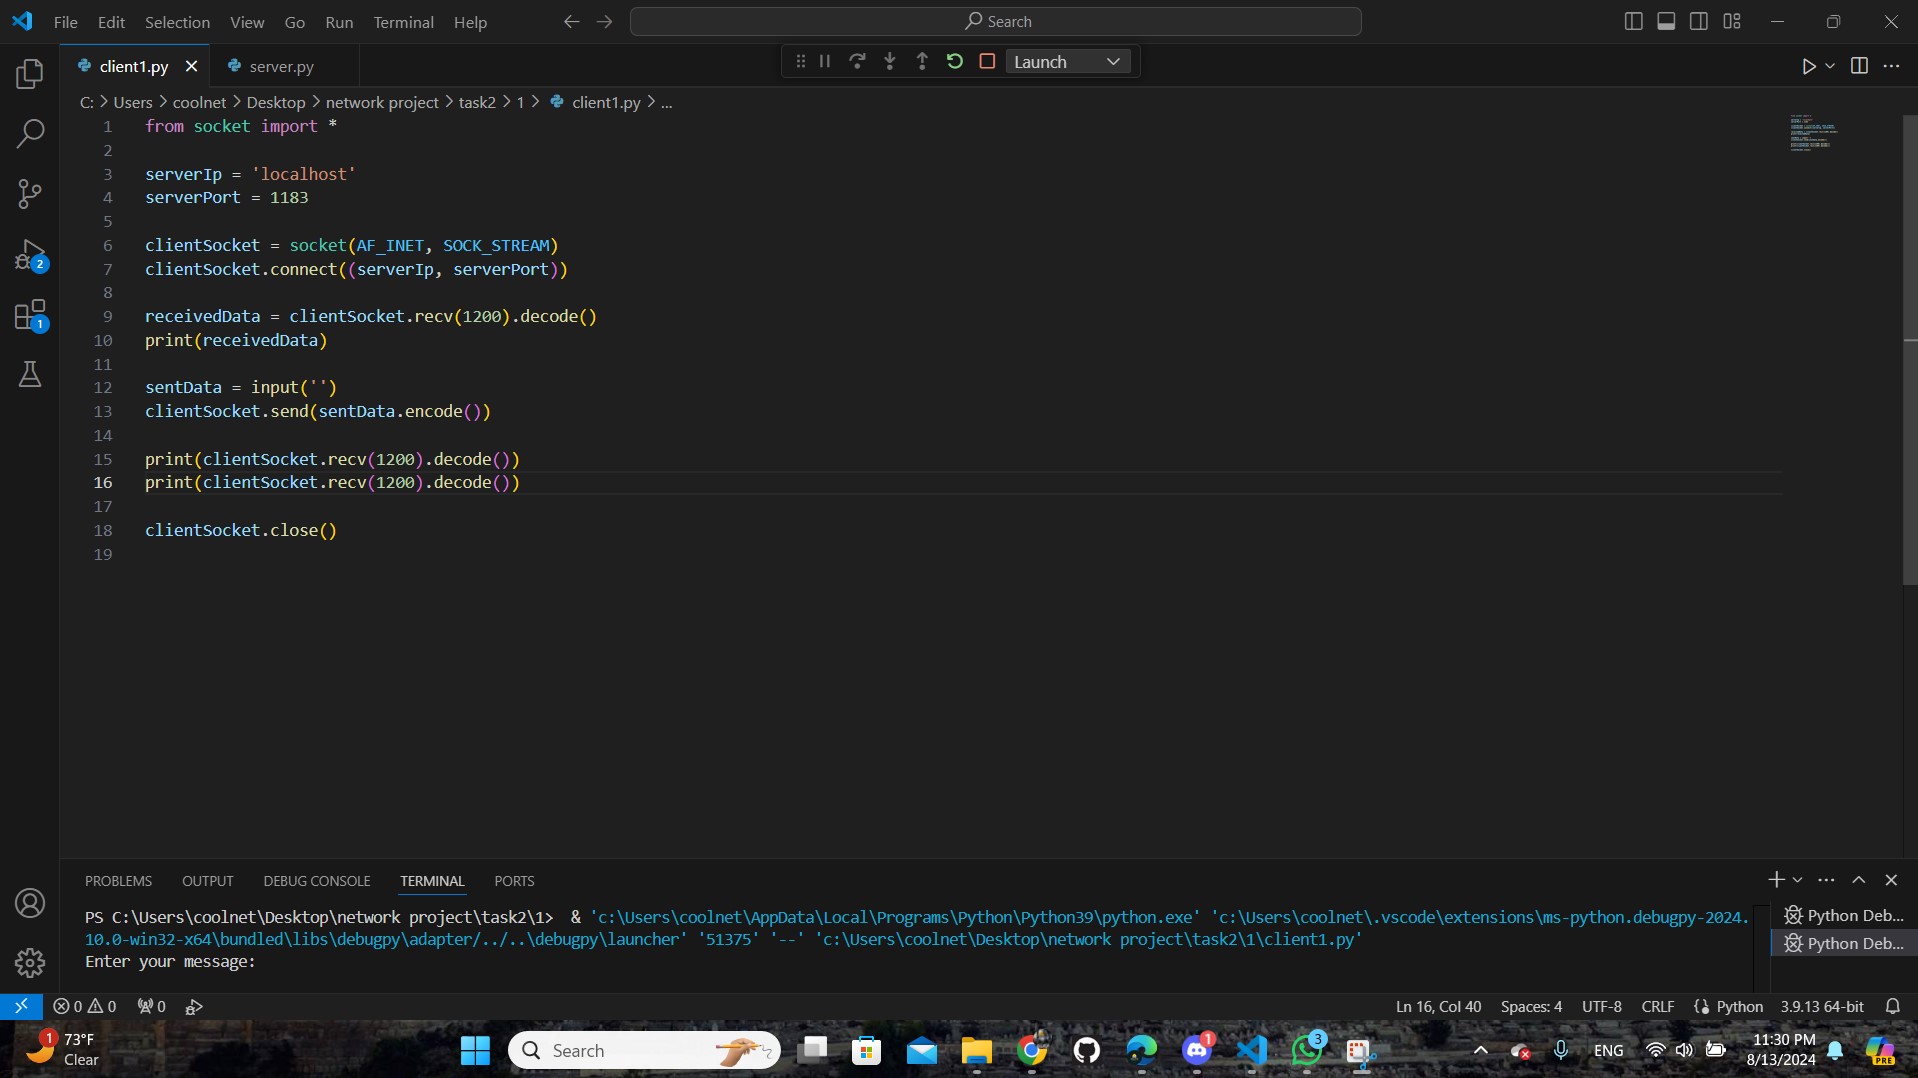 File Edit Selection View Go Run Terminal Help
Search
client1.py
server.py
Launch
C: > Users > coolnet > Desktop > network project > task2 > 1 > client1.py > ...
1 from socket import *
2
3 serverIp = 'localhost'
4 serverPort = 1183
5
6 clientSocket = socket(AF_INET, SOCK_STREAM)
7 clientSocket.connect((serverIp, serverPort))
8
9 receivedData = clientSocket.recv(1200).decode()
10 print(receivedData)
11
12 sentData = input('')
13 clientSocket.send(sentData.encode())
14
15 print(clientSocket.recv(1200).decode())
16 print(clientSocket.recv(1200).decode())
17
18 clientSocket.close()
19
2
1
PROBLEMS OUTPUT DEBUG CONSOLE TERMINAL PORTS
PS C:\Users\coolnet\Desktop\network project\task2\1>  & 'c:\Users\coolnet\AppData\Local\Programs\Python\Python39\python.exe' 'c:\Users\coolnet\.vscode\extensions\ms-python.debugpy-2024.
10.0-win32-x64\bundled\libs\debugpy\adapter/../..\debugpy\launcher' '51375' '--' 'c:\Users\coolnet\Desktop\network project\task2\1\client1.py'
Enter your message:
Python Deb...
Python Deb...
0 0 0
Ln 16, Col 40 Spaces: 4 UTF-8 CRLF Python 3.9.13 64-bit
1
73°F
Clear
Search
1
3
PRE
ENG
11:30 PM
8/13/2024